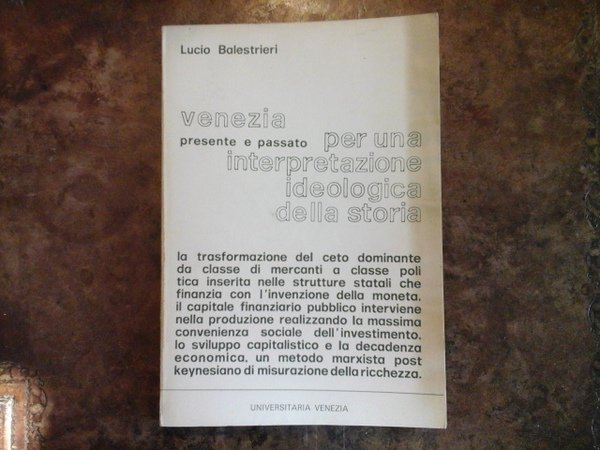 Lucio Balestrieri
venezia
presente e passato per una
interpretazione
ideologica
della storia
la trasformazione del ceto dominante
da classe di mercanti a classe poli
tica inserita nelle strutture statali che
finanzia con l'invenzione della moneta.
il capitale finanziario pubblico interviene
nella produzione realizzando la massima
convenienza sociale dell'investimento.
lo sviluppo capitalistico e la decadenza
economica. un metodo marxista post
keynesiano di misurazione della ricchezza.
UNIVERSITARIA VENEZIA